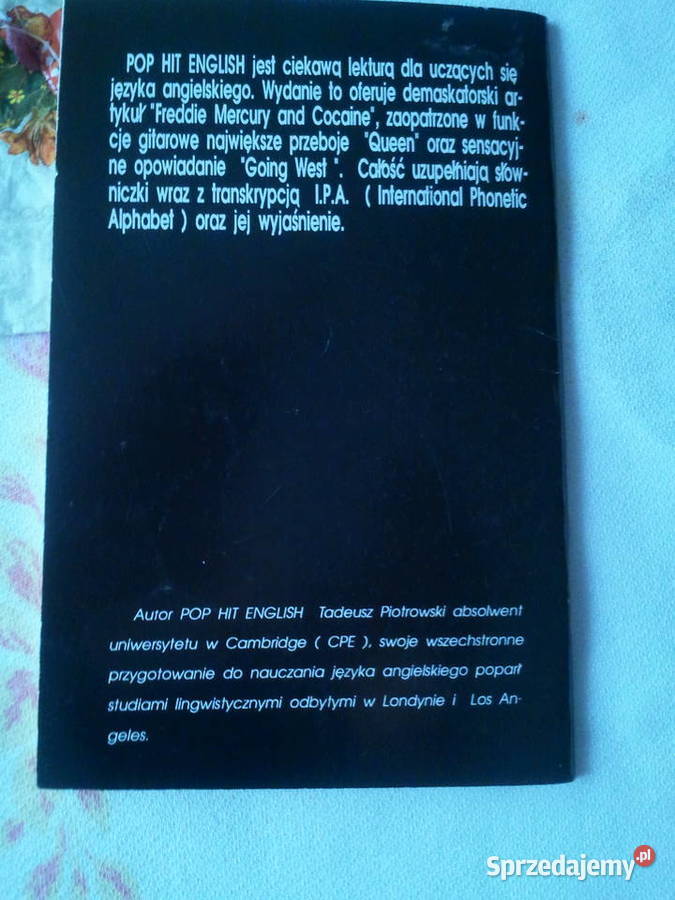 POP HIT ENGLISH jest ciekawą lekturą dla uczących się
języka angielskiego. Wydanie to oferuje demaskatorski ar-
tykuł "Freddie Mercury and Cocaine", zaopatrzone w funk-
cje gitarowe największe przeboje "Queen" oraz sensacyj-
ne opowiadanie "Going West ". Całość uzupełniają słow-
niczki wraz z transkrypcją I.P.A. ( International Phonetic
Alphabet ) oraz jej wyjaśnienie.
Autor POP HIT ENGLISH Tadeusz Piotrowski absolwent
uniwersytetu w Cambridge ( CPE ), swoje wszechstronne
przygotowanie do nauczania języka angielskiego poparł
studiami lingwistycznymi odbytymi w Londynie i Los An-
geles.
Sprzedajemy.pl